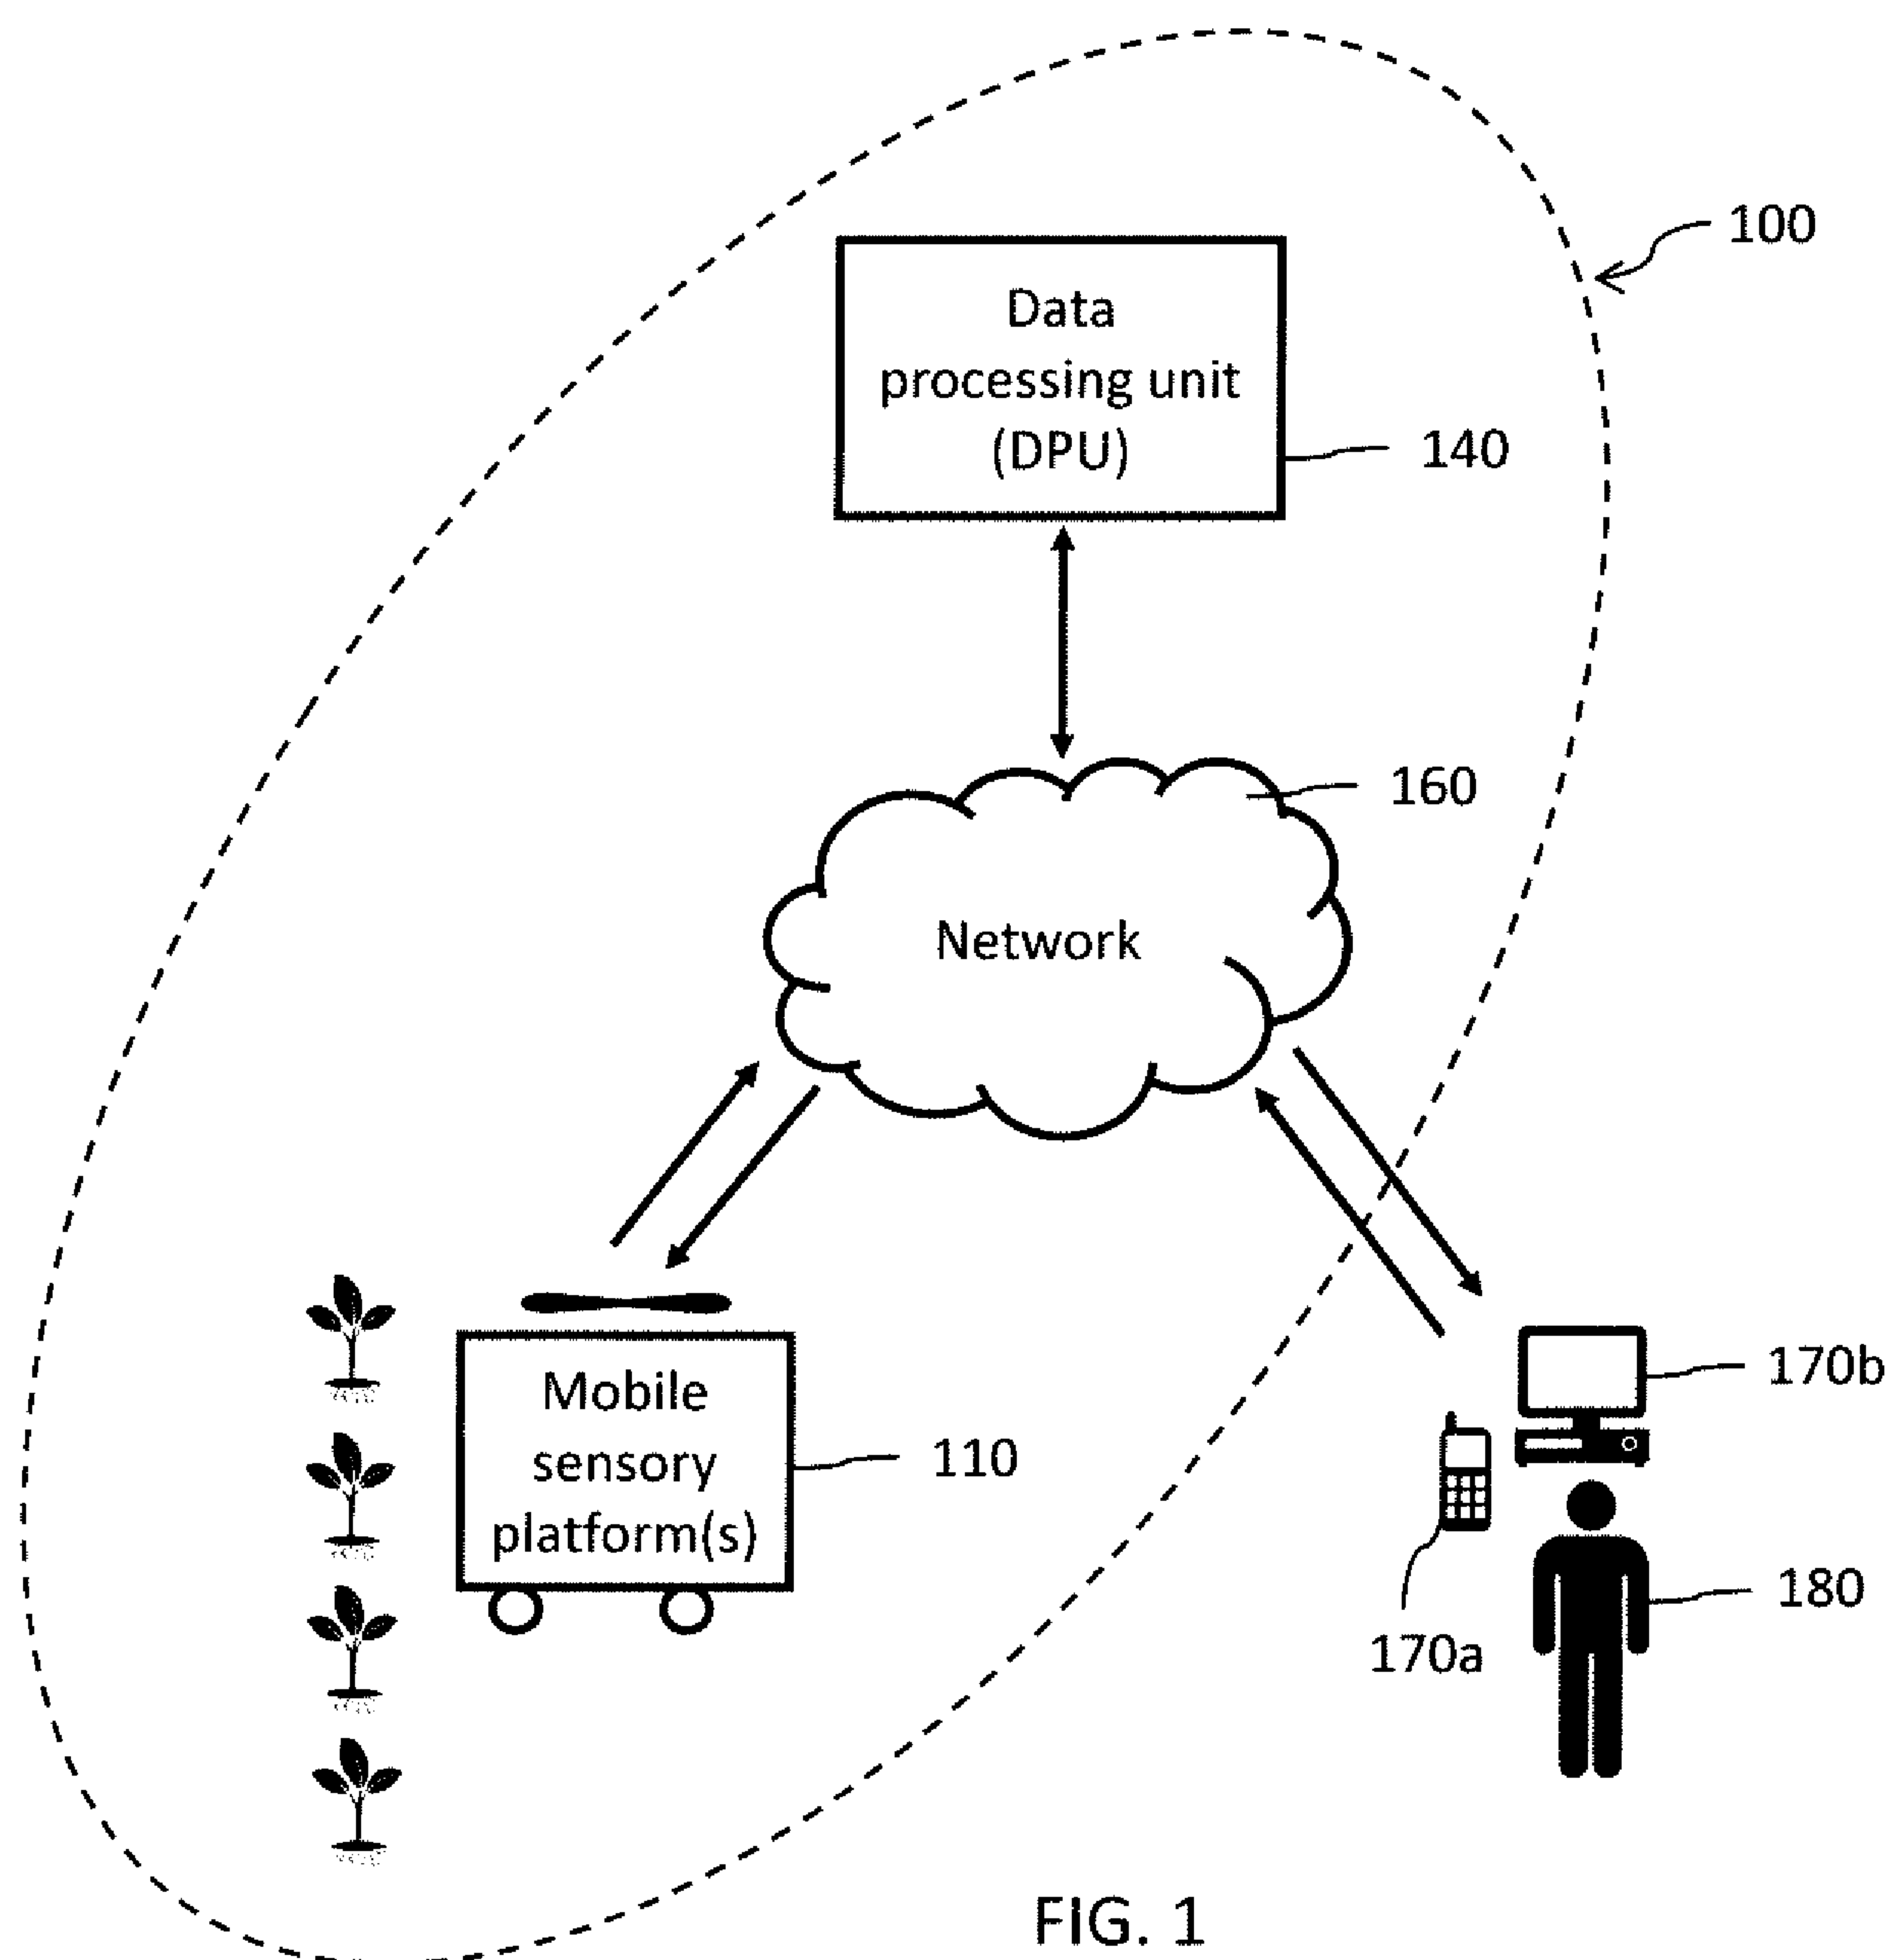 100
Data
processing unit
(DPU)
140
160
Network
170b
Mobile
sensory
platform(s)
110
180
170a
FIG. 1